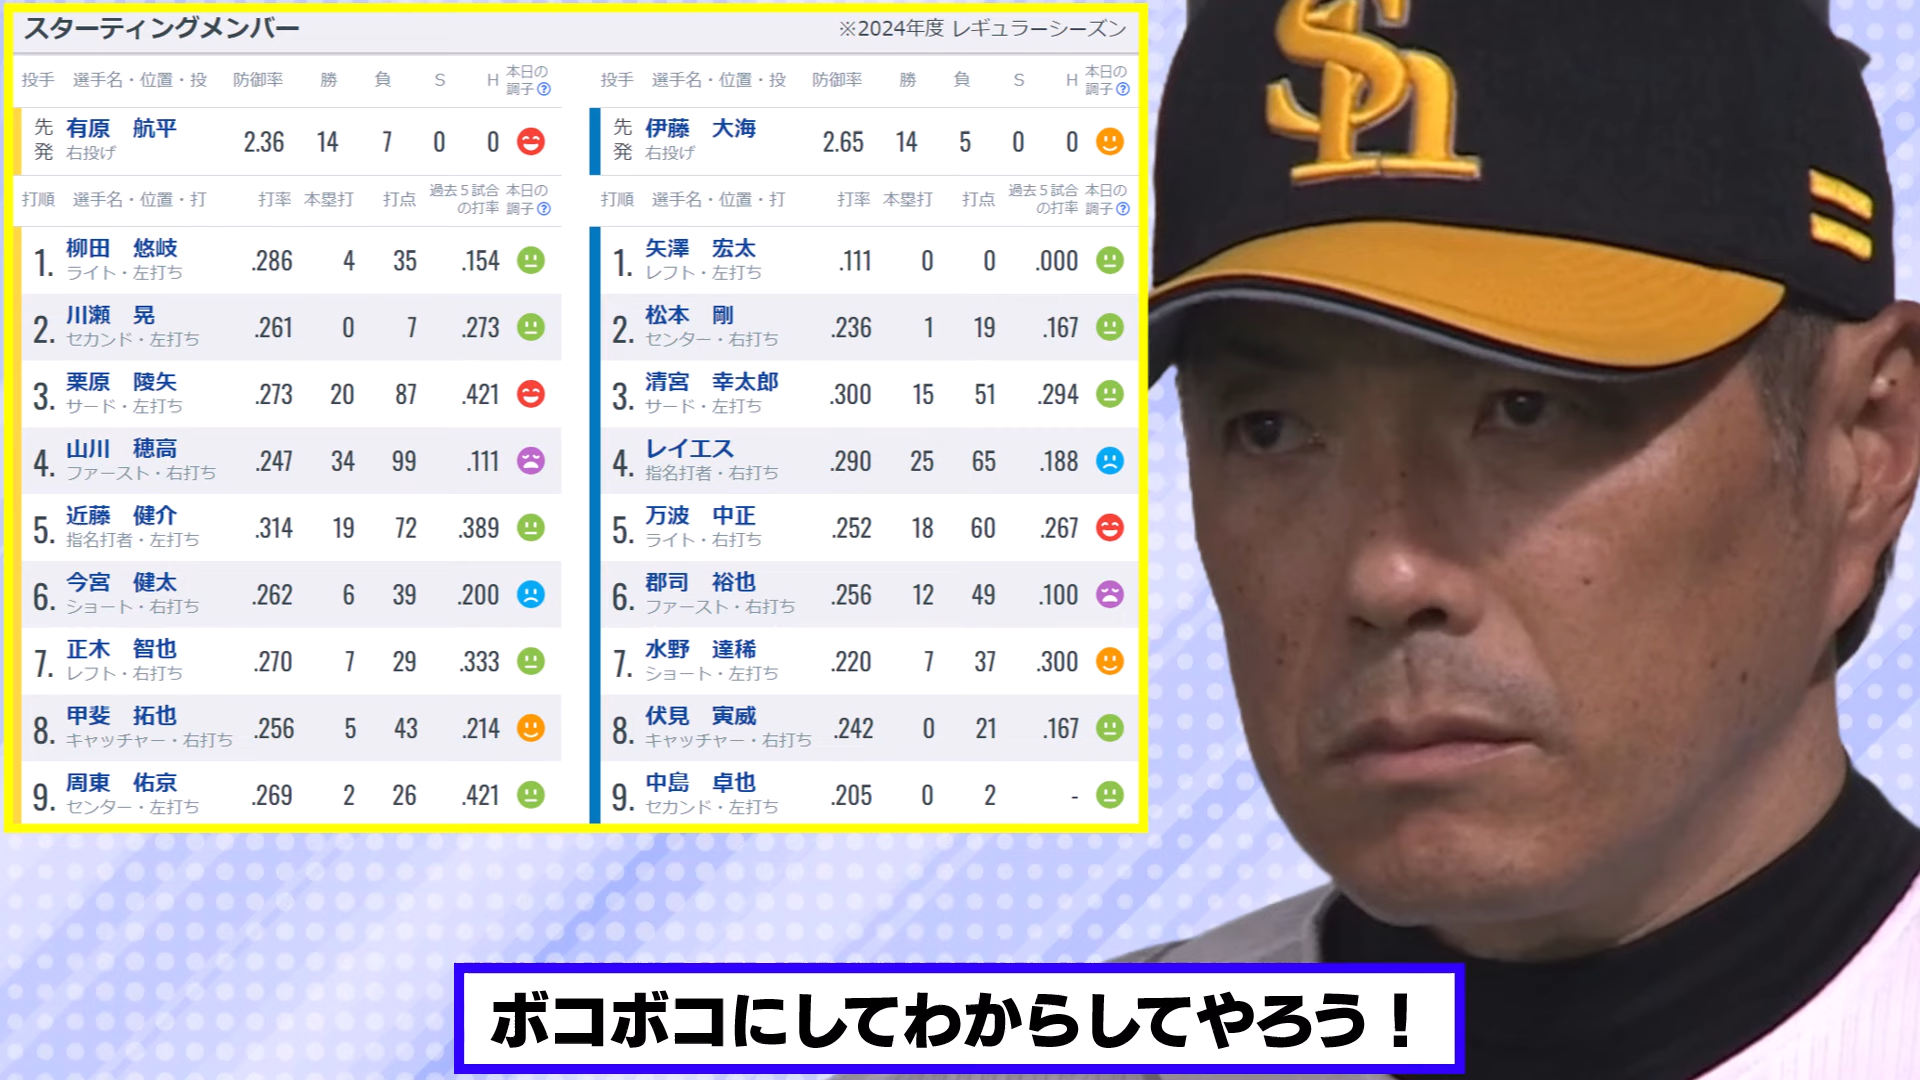 スターティングメンバー ※2024年度 レギュラーシーズン
投手 選手名・位置・投 防御率 勝 負 S H 本日の調子?
先発 有原 航平 2.36 14 7 0 0
右投げ
打順 選手名・位置・打 打率 本塁打 打点 過去5試合の打率 本日の調子?
1. 柳田 悠岐 .286 4 35 .154
ライト・左打ち
2. 川瀬 晃 .261 0 7 .273
セカンド・左打ち
3. 栗原 陵矢 .273 20 87 .421
サード・左打ち
4. 山川 穂高 .247 34 99 .111
ファースト・右打ち
5. 近藤 健介 .314 19 72 .389
指名打者・左打ち
6. 今宮 健太 .262 6 39 .200
ショート・右打ち
7. 正木 智也 .270 7 29 .333
レフト・右打ち
8. 甲斐 拓也 .256 5 43 .214
キャッチャー・右打ち
9. 周東 佑京 .269 2 26 .421
センター・左打ち
投手 選手名・位置・投 防御率 勝 負 S H 本日の調子?
先発 伊藤 大海 2.65 14 5 0 0
右投げ
打順 選手名・位置・打 打率 本塁打 打点 過去5試合の打率 本日の調子?
1. 矢澤 宏太 .111 0 0 .000
レフト・左打ち
2. 松本 剛 .236 1 19 .167
センター・右打ち
3. 清宮 幸太郎 .300 15 51 .294
サード・左打ち
4. レイエス .290 25 65 .188
指名打者・右打ち
5. 万波 中正 .252 18 60 .267
ライト・右打ち
6. 郡司 裕也 .256 12 49 .100
ファースト・右打ち
7. 水野 達稀 .220 7 37 .300
ショート・左打ち
8. 伏見 寅威 .242 0 21 .167
キャッチャー・右打ち
9. 中島 卓也 .205 0 2 -
セカンド・左打ち
Sh
ボコボコにしてわからしてやろう！